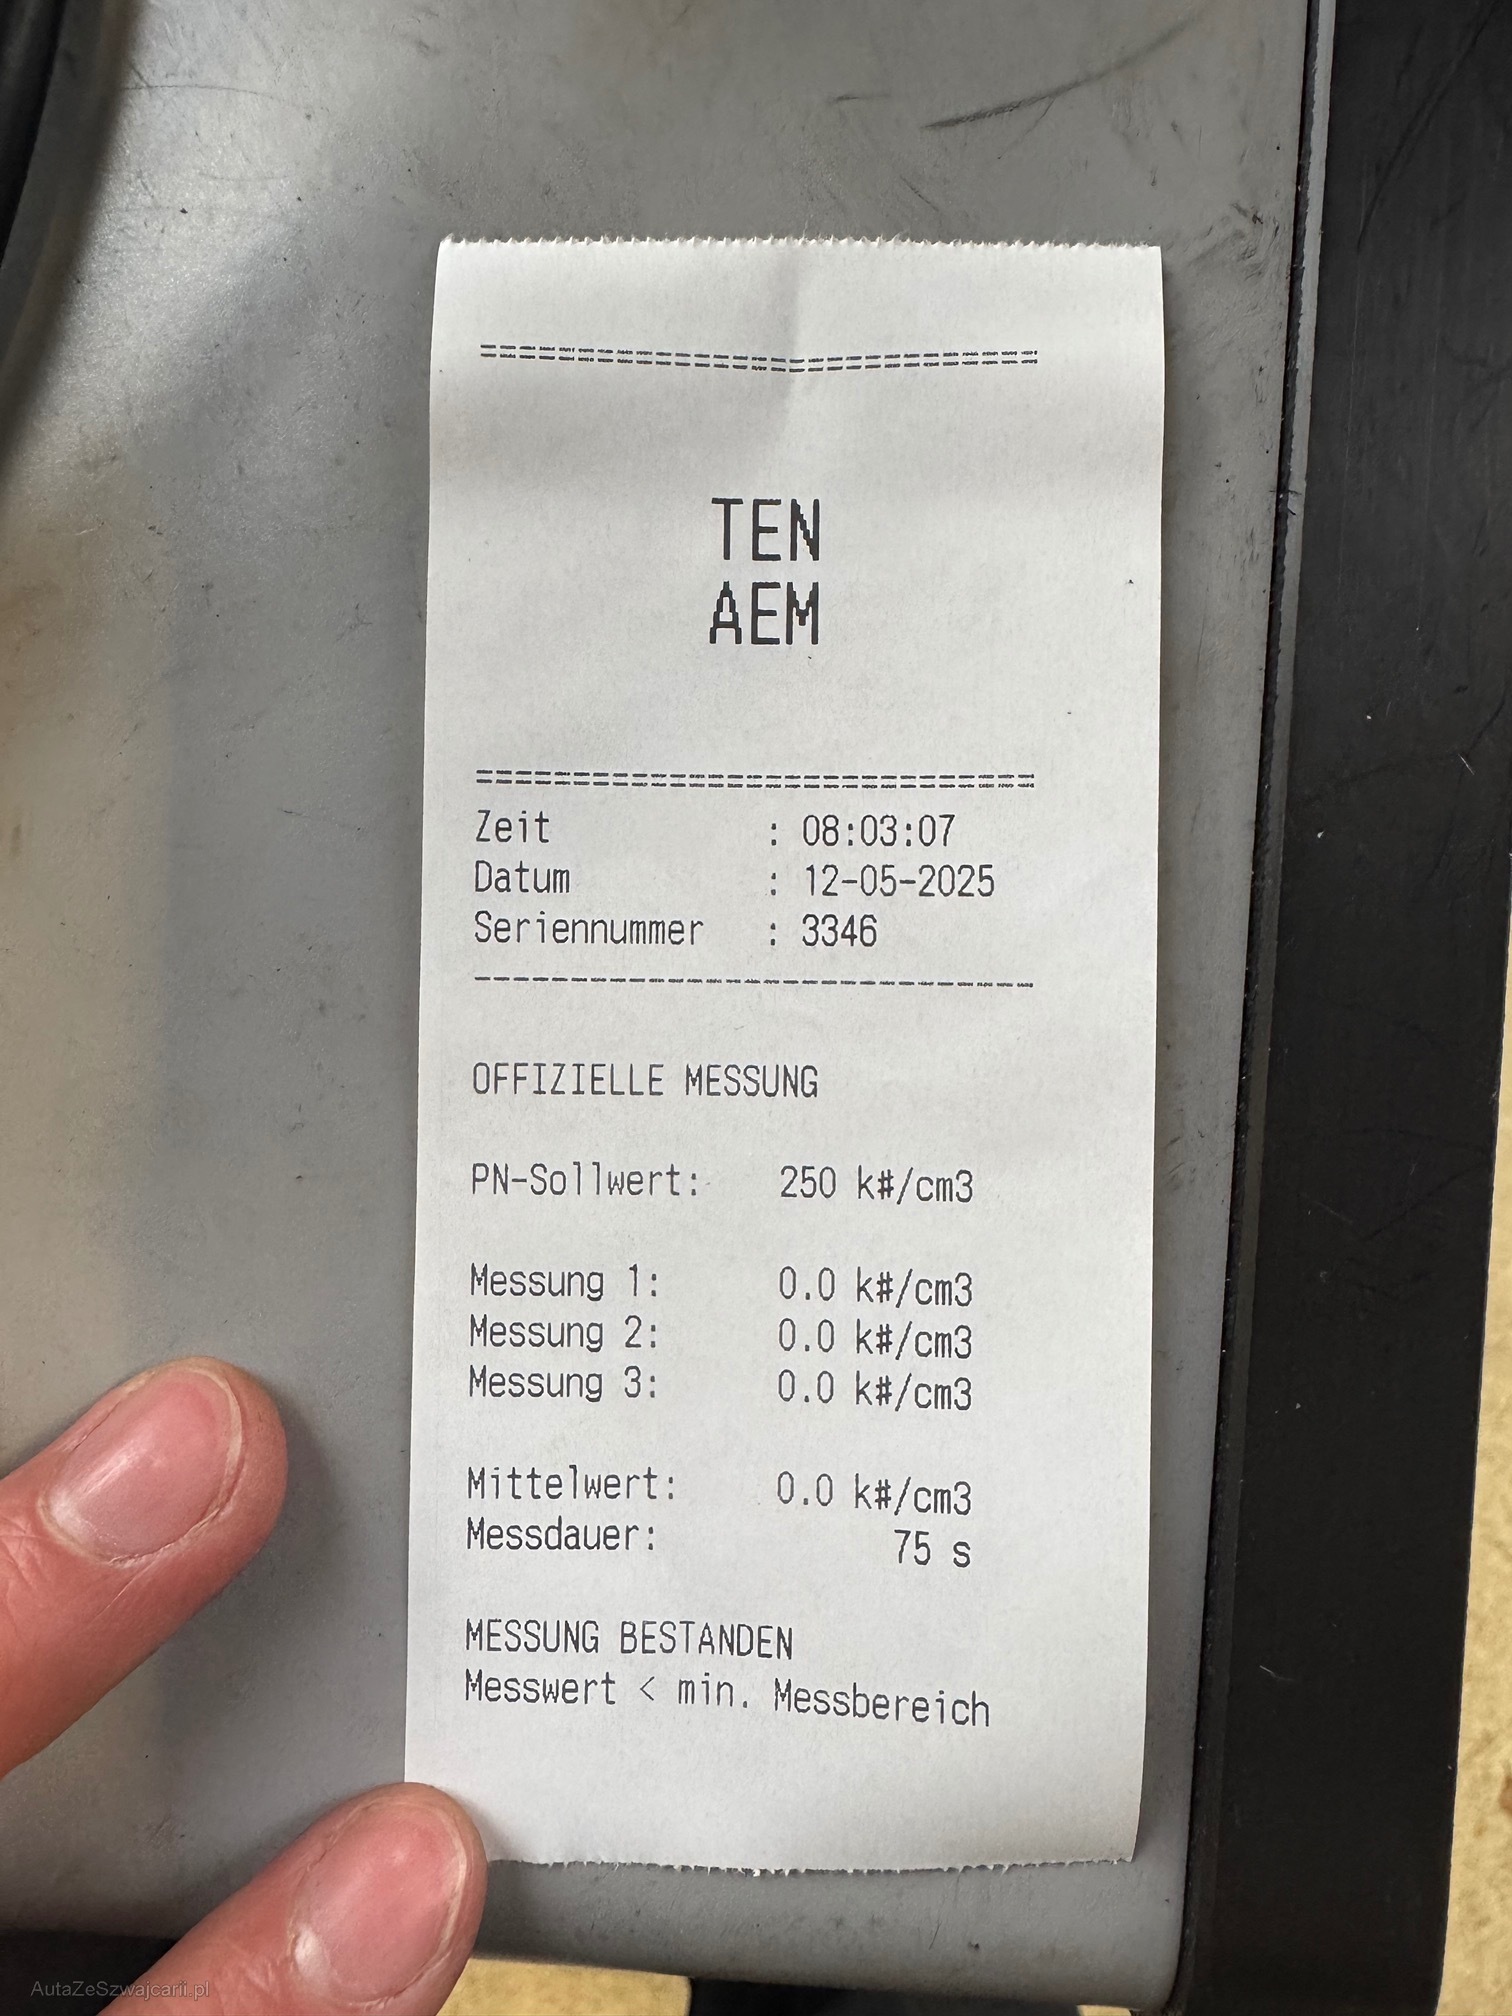 ================================
TEN
AEM
================================
Zeit : 08:03:07
Datum : 12-05-2025
Seriennummer : 3346
--------------------------------
OFFIZIELLE MESSUNG
PN-Sollwert: 250 k#/cm3
Messung 1: 0.0 k#/cm3
Messung 2: 0.0 k#/cm3
Messung 3: 0.0 k#/cm3
Mittelwert: 0.0 k#/cm3
Messdauer: 75 s
MESSUNG BESTANDEN
Messwert < min. Messbereich
AutaZeSzwajcarii.pl